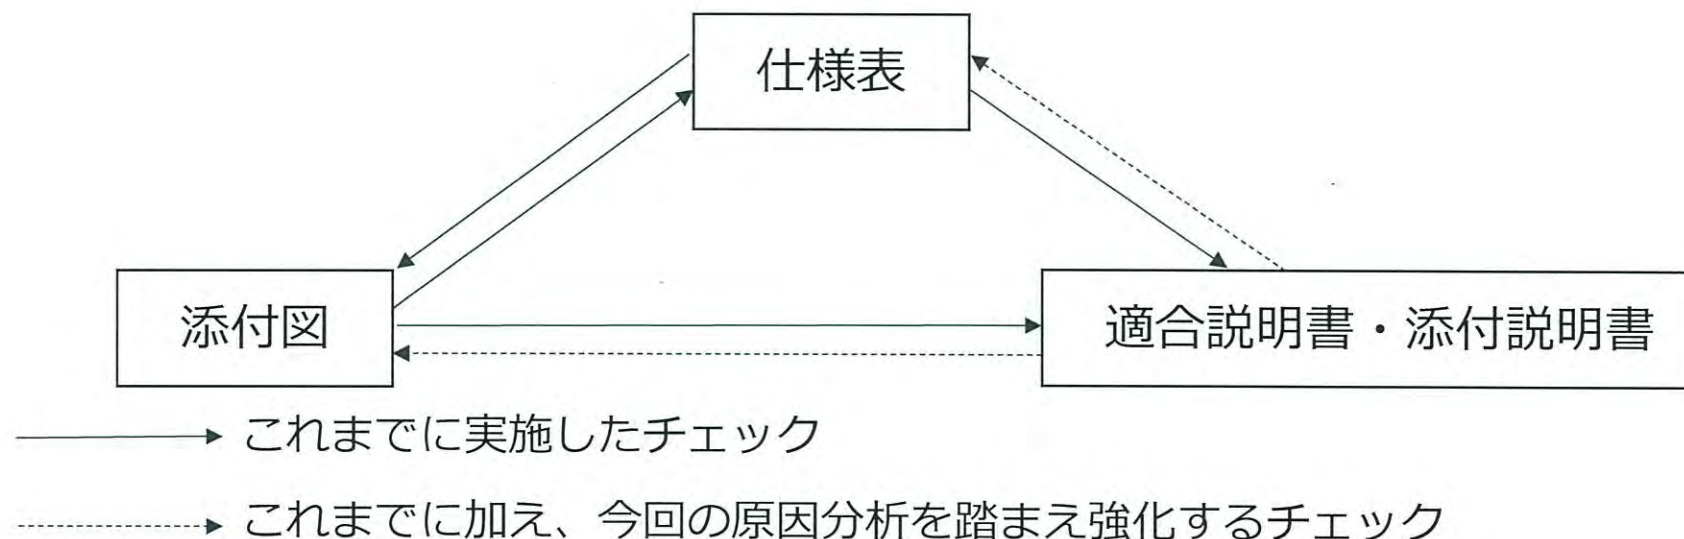 仕様表
添付図
適合説明書・添付説明書
これまでに実施したチェック
これまでに加え、今回の原因分析を踏まえ強化するチェック